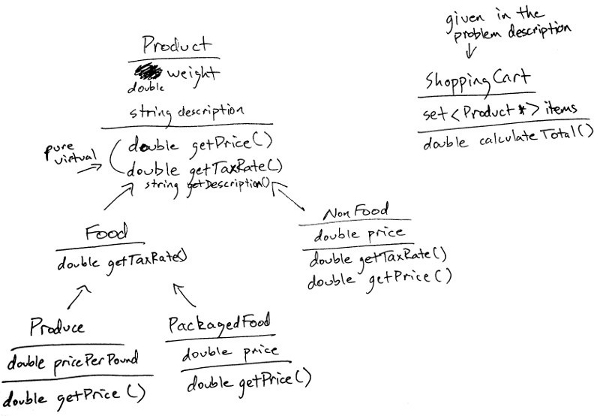 Product
weight
double
string description
pure
virtual
double getPrice()
double getTaxRate()
string getDescription()
given in the
problem description
ShoppingCart
set<Product *> items
double calculateTotal()
Food
double getTaxRate()
NonFood
double price
double getTaxRate()
double getPrice()
Produce
double pricePerPound
double getPrice()
PackagedFood
double price
double getPrice()